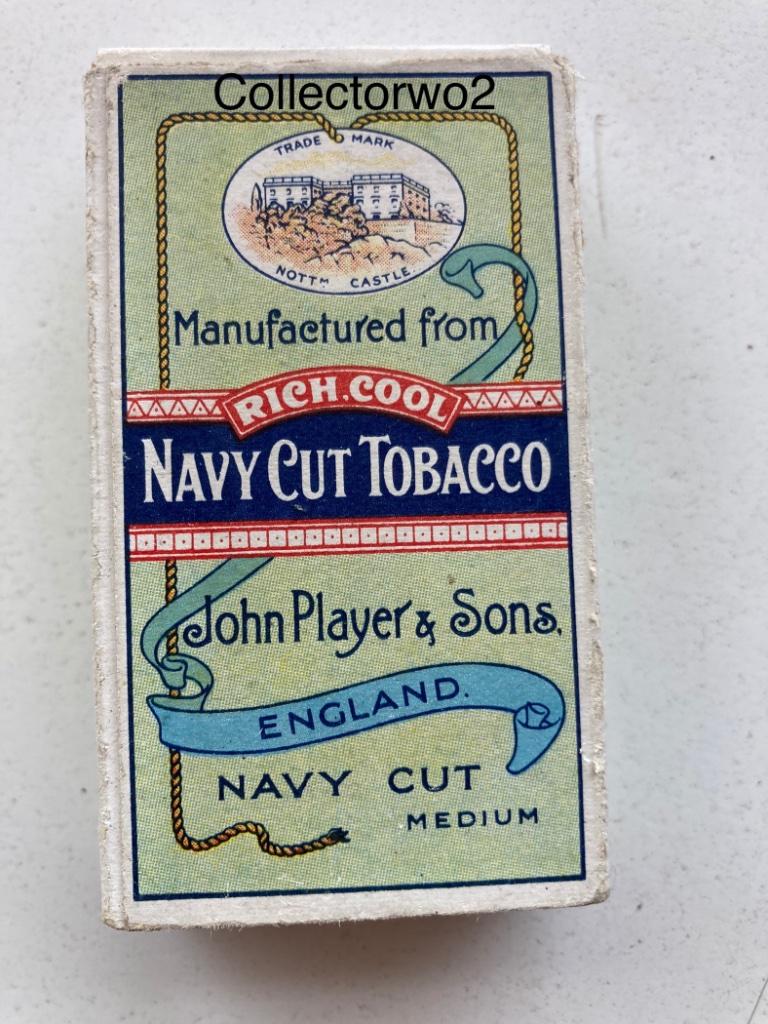 Collectorwo2
TRADE MARK
NOTTM CASTLE.
Manufactured from
RICH.COOL
NAVY CUT TOBACCO
John Player & Sons.
ENGLAND.
NAVY CUT
MEDIUM